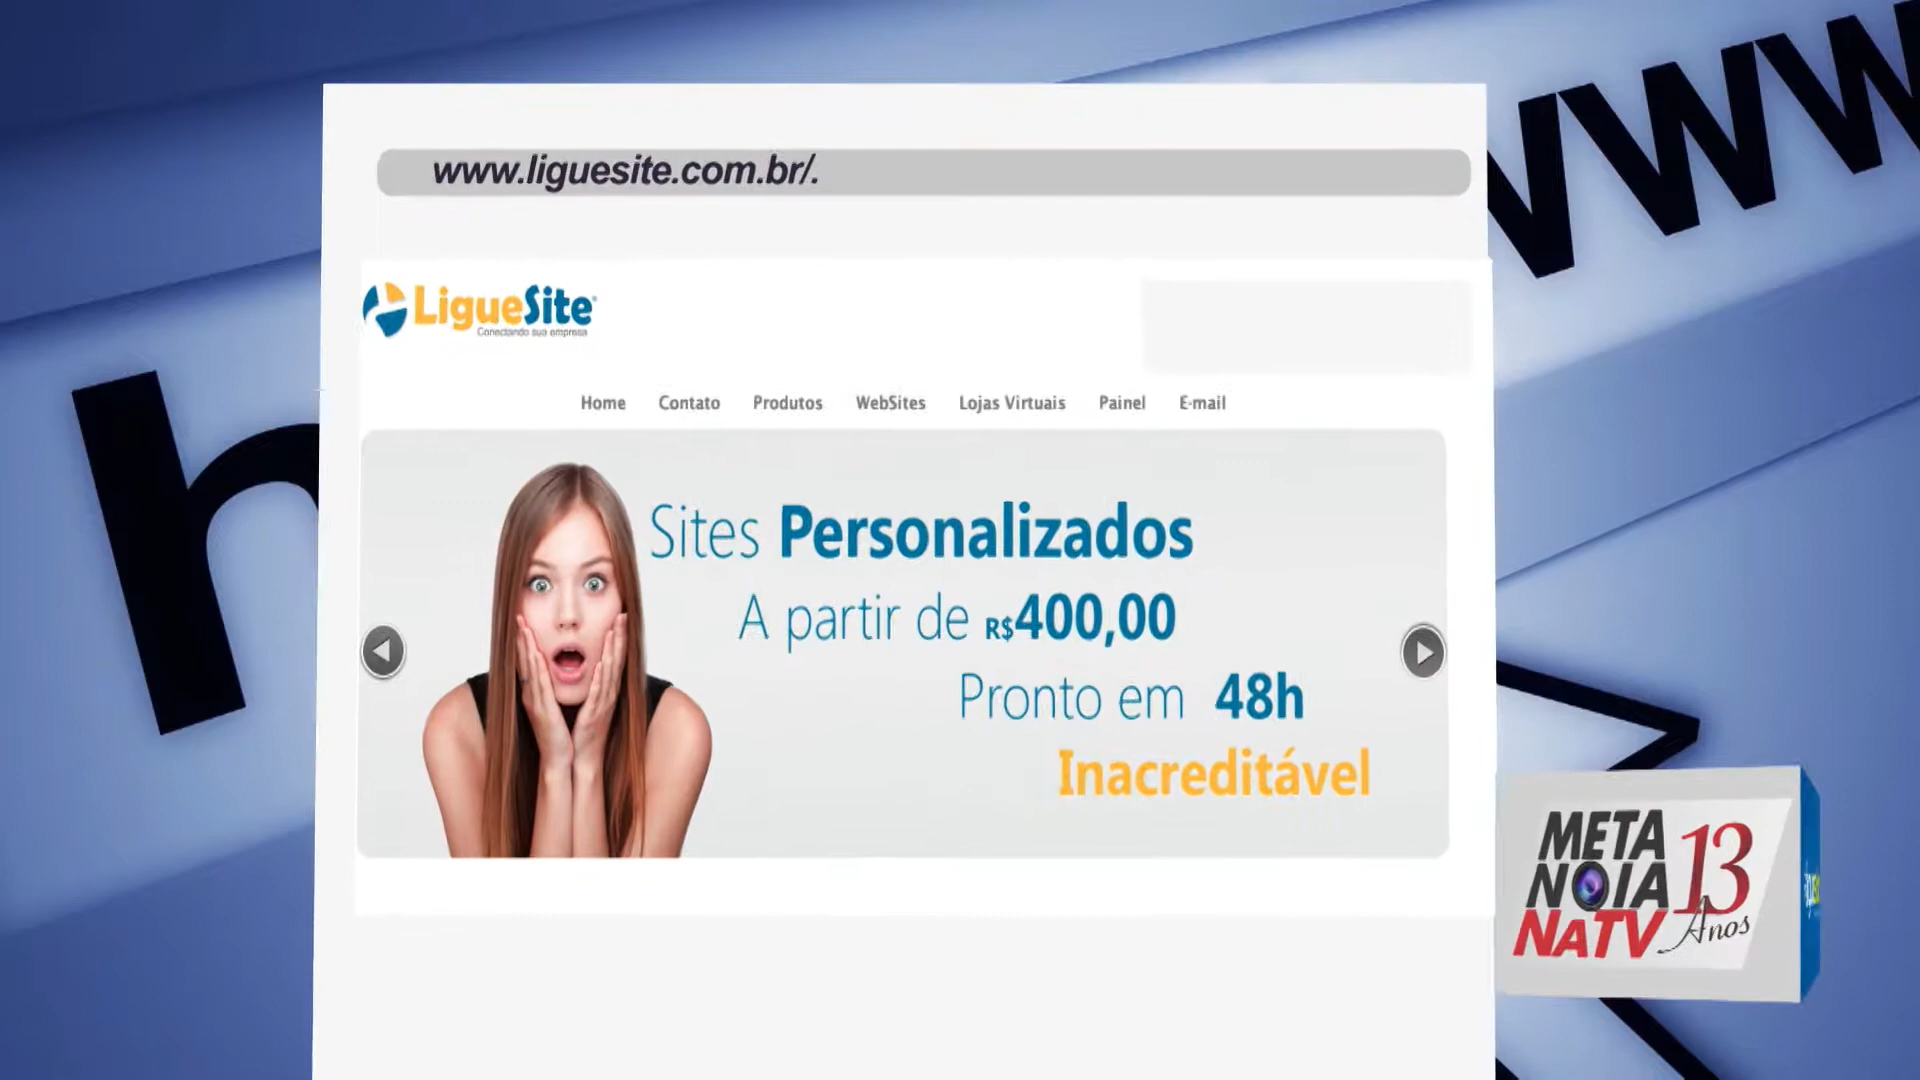 www
h
www.liguesite.com.br/.
LigueSite
Conectando sua empresa
Home Contato Produtos WebSites Lojas Virtuais Painel E-mail
Sites Personalizados
A partir de R$400,00
Pronto em 48h
Inacreditável
META
NOIA
NATV
13
Anos